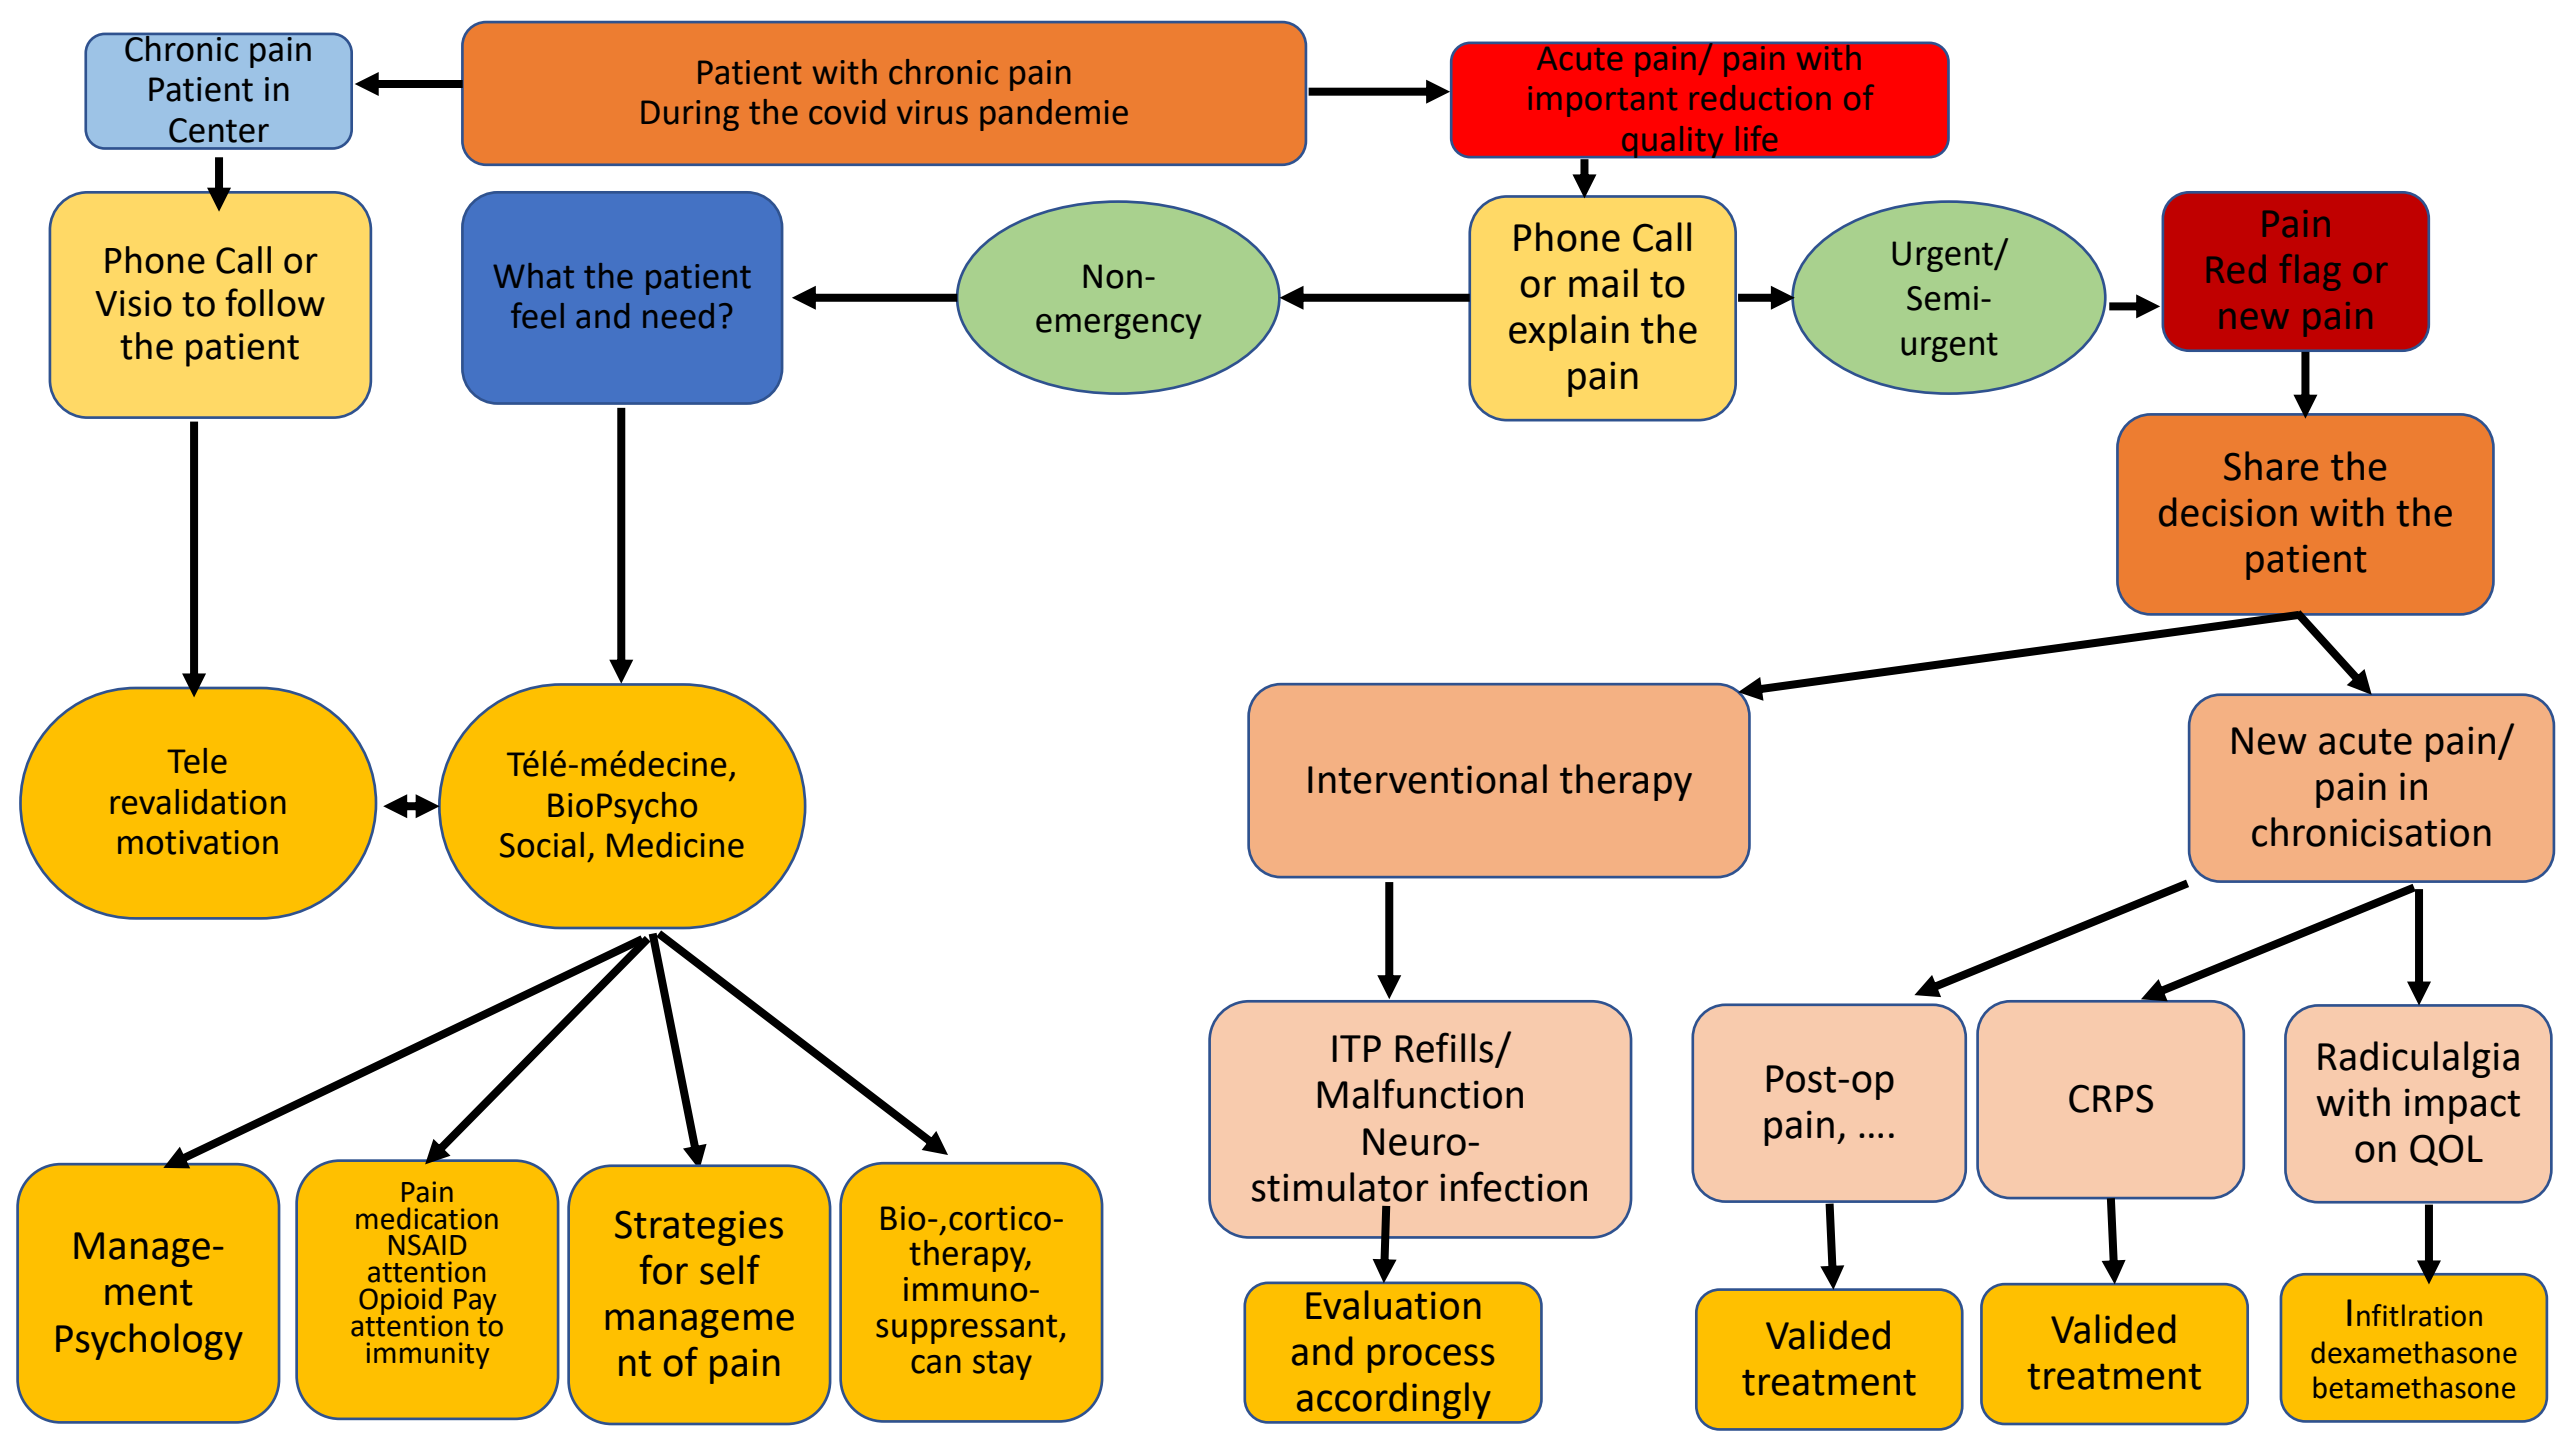 Chronic pain
Patient in
Center
Patient with chronic pain
During the covid virus pandemie
Acute pain/ pain with
important reduction of
quality life
Phone Call or
Visio to follow
the patient
What the patient
feel and need?
Non-
emergency
Phone Call
or mail to
explain the
pain
Urgent/
Semi-
urgent
Pain
Red flag or
new pain
Share the
decision with the
patient
Tele
revalidation
motivation
Télé-médecine,
BioPsycho
Social, Medicine
Interventional therapy
New acute pain/
pain in
chronicisation
ITP Refills/
Malfunction
Neuro-
stimulator infection
Post-op
pain, ....
CRPS
Radiculalgia
with impact
on QOL
Manage-
ment
Psychology
Pain
medication
NSAID
attention
Opioid Pay
attention to
immunity
Strategies
for self
manageme
nt of pain
Bio-,cortico-
therapy,
immuno-
suppressant,
can stay
Evaluation
and process
accordingly
Valided
treatment
Valided
treatment
Infitlration
dexamethasone
betamethasone